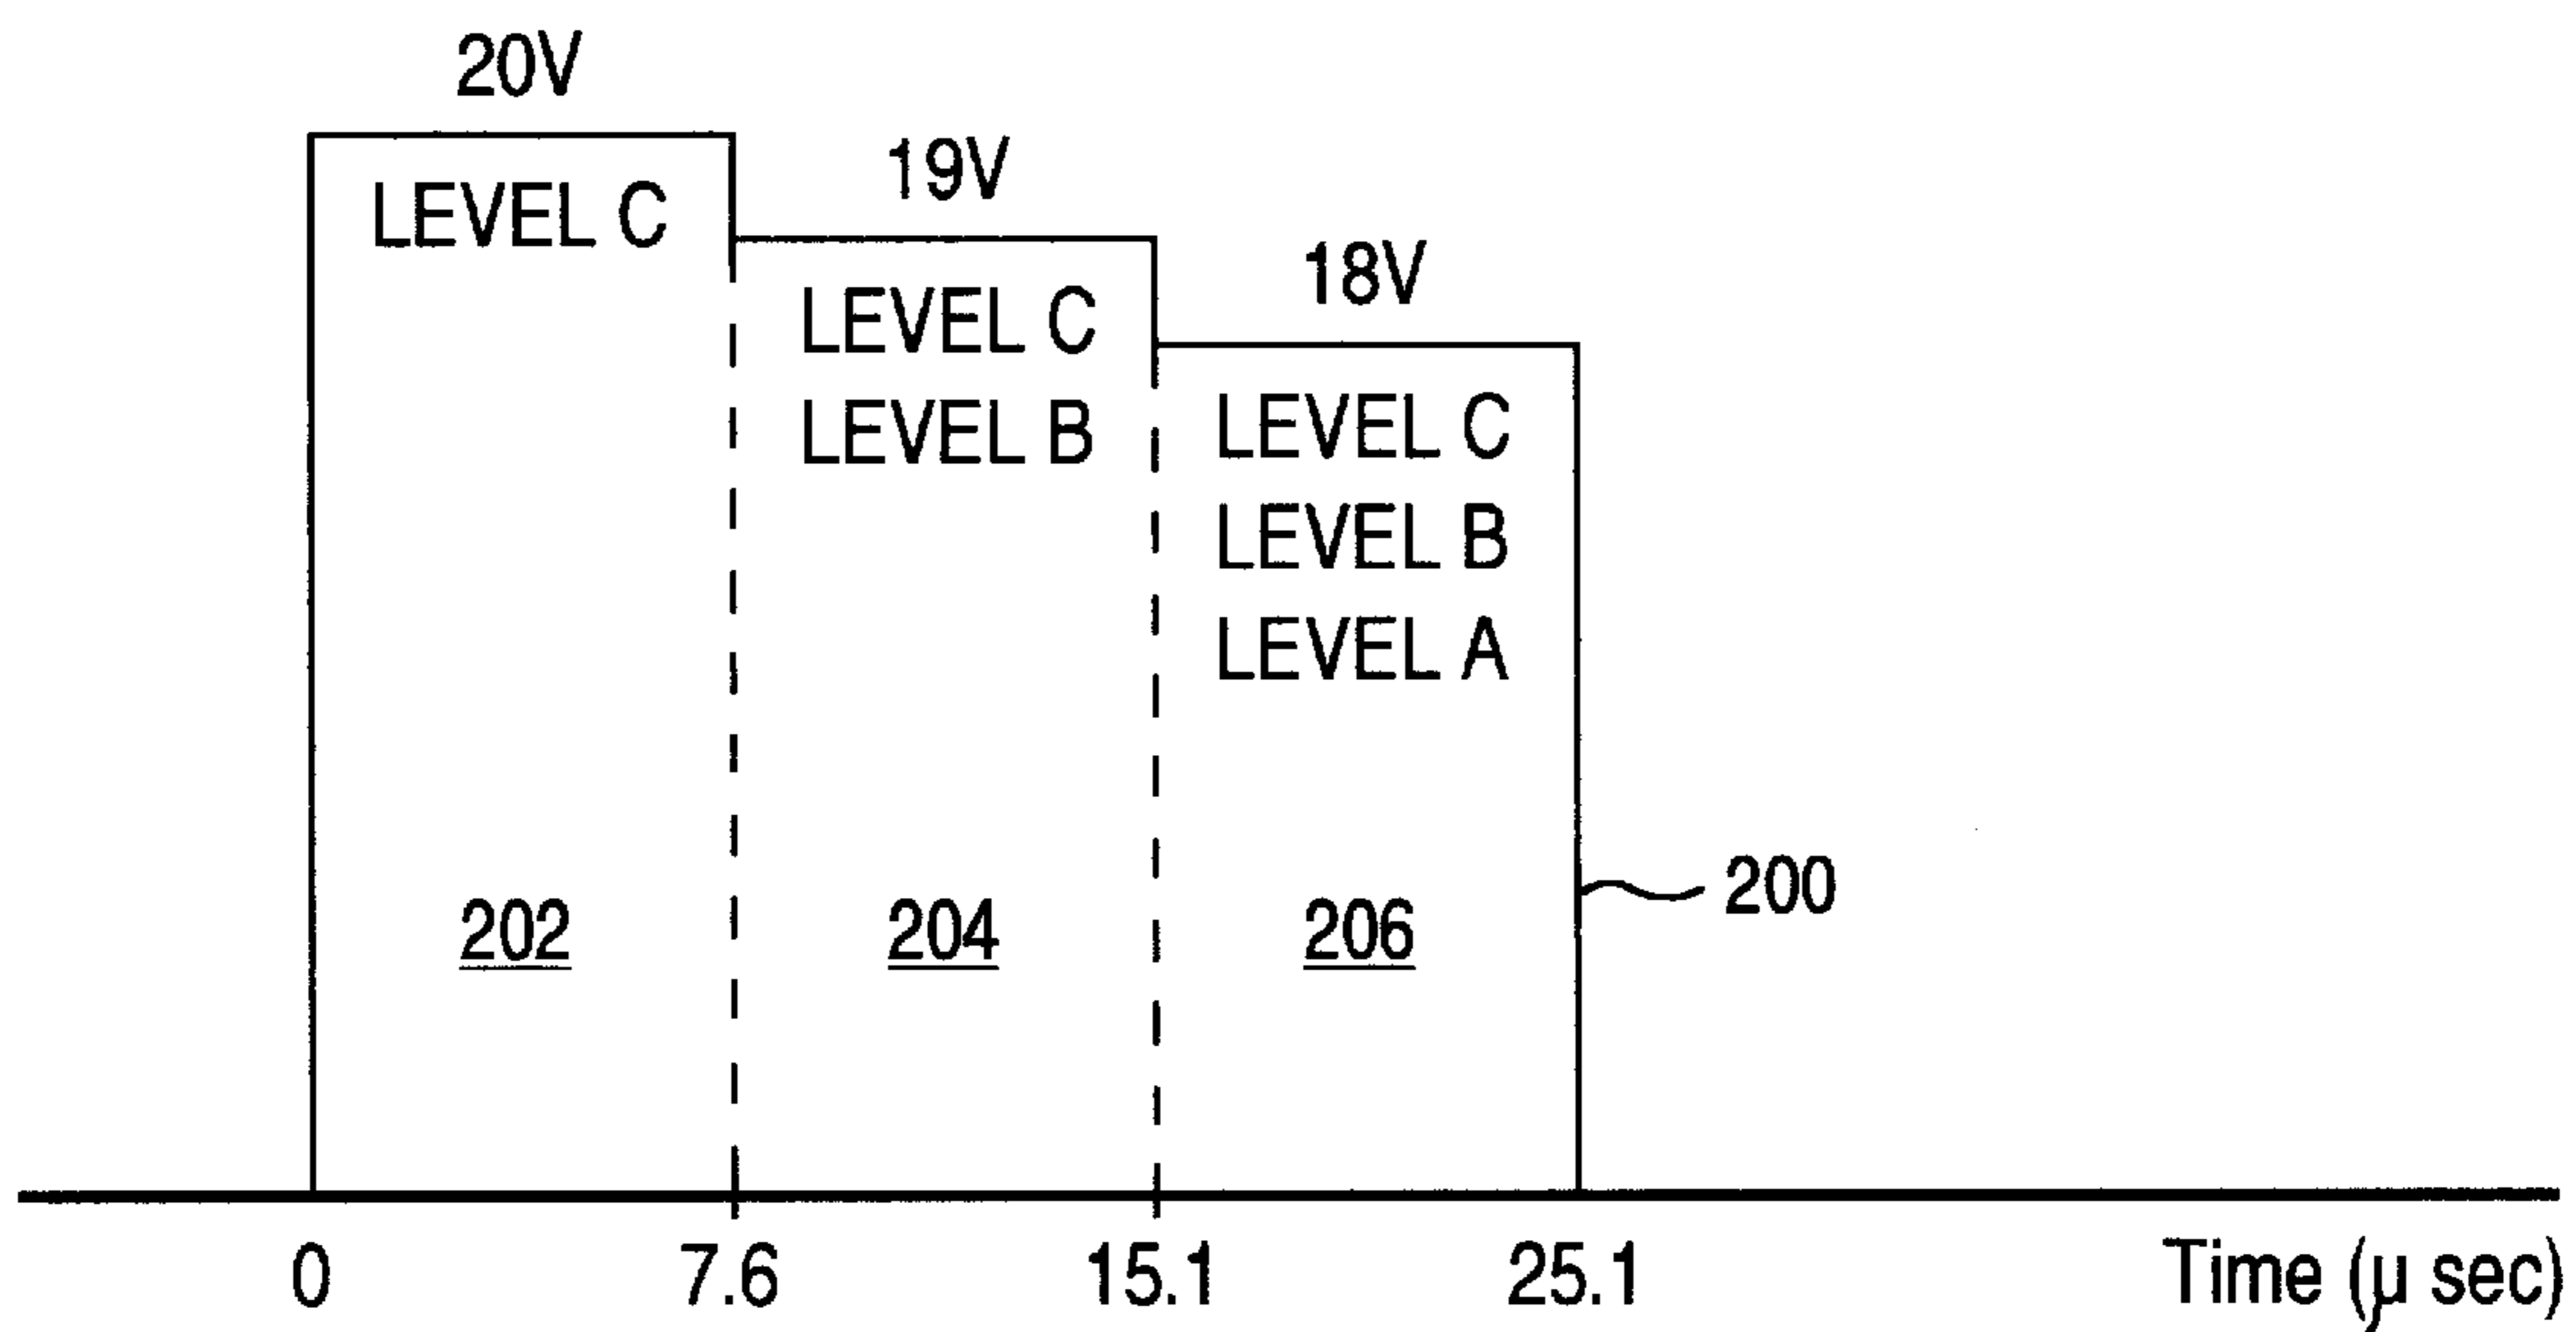 20V
LEVEL C
19V
LEVEL C
LEVEL B
18V
LEVEL C
LEVEL B
LEVEL A
202
204
206
200
0
7.6
15.1
25.1
Time (μ sec)